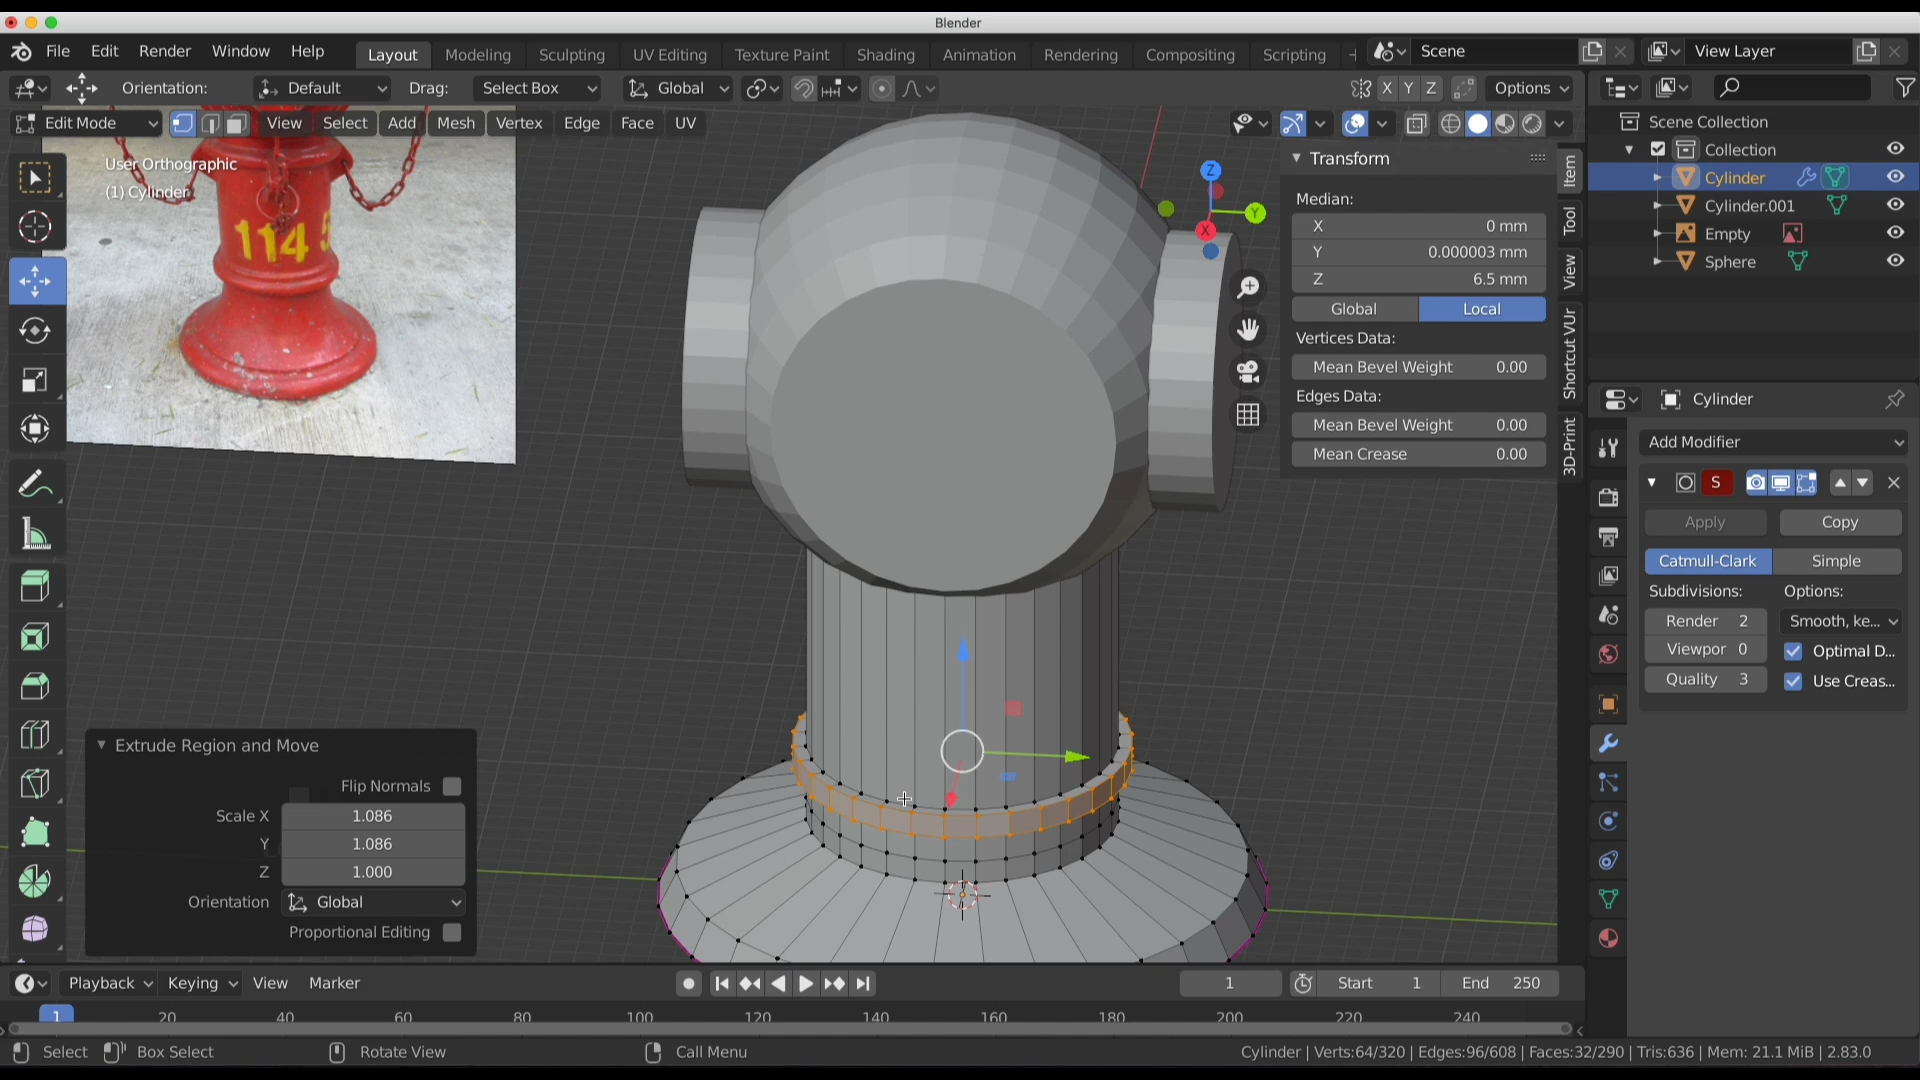 Blender
File Edit Render Window Help Layout Modeling Sculpting UV Editing Texture Paint Shading Animation Rendering Compositing Scripting Scene View Layer
Orientation: Default Drag: Select Box Global X Y Z Options
Edit Mode View Select Add Mesh Vertex Edge Face UV
User Orthographic
(1) Cylinder
114
Z
Y
X
Transform
Median:
X 0 mm
Y 0.000003 mm
Z 6.5 mm
Global Local
Vertices Data:
Mean Bevel Weight 0.00
Edges Data:
Mean Bevel Weight 0.00
Mean Crease 0.00
Item
Tool
View
Shortcut VUr
3D-Print
Scene Collection
Collection
Cylinder
Cylinder.001
Empty
Sphere
Cylinder
Add Modifier
S
Apply Copy
Catmull-Clark Simple
Subdivisions: Options:
Render 2 Smooth, ke...
Viewpor 0 Optimal D...
Quality 3 Use Creas...
Extrude Region and Move
Flip Normals
Scale X 1.086
Y 1.086
Z 1.000
Orientation Global
Proportional Editing
Playback Keying View Marker 1 Start 1 End 250
1 20 40 60 80 100 120 140 160 180 200 220 240
Select Box Select Rotate View Call Menu Cylinder | Verts:64/320 | Edges:96/608 | Faces:32/290 | Tris:636 | Mem: 21.1 MiB | 2.83.0